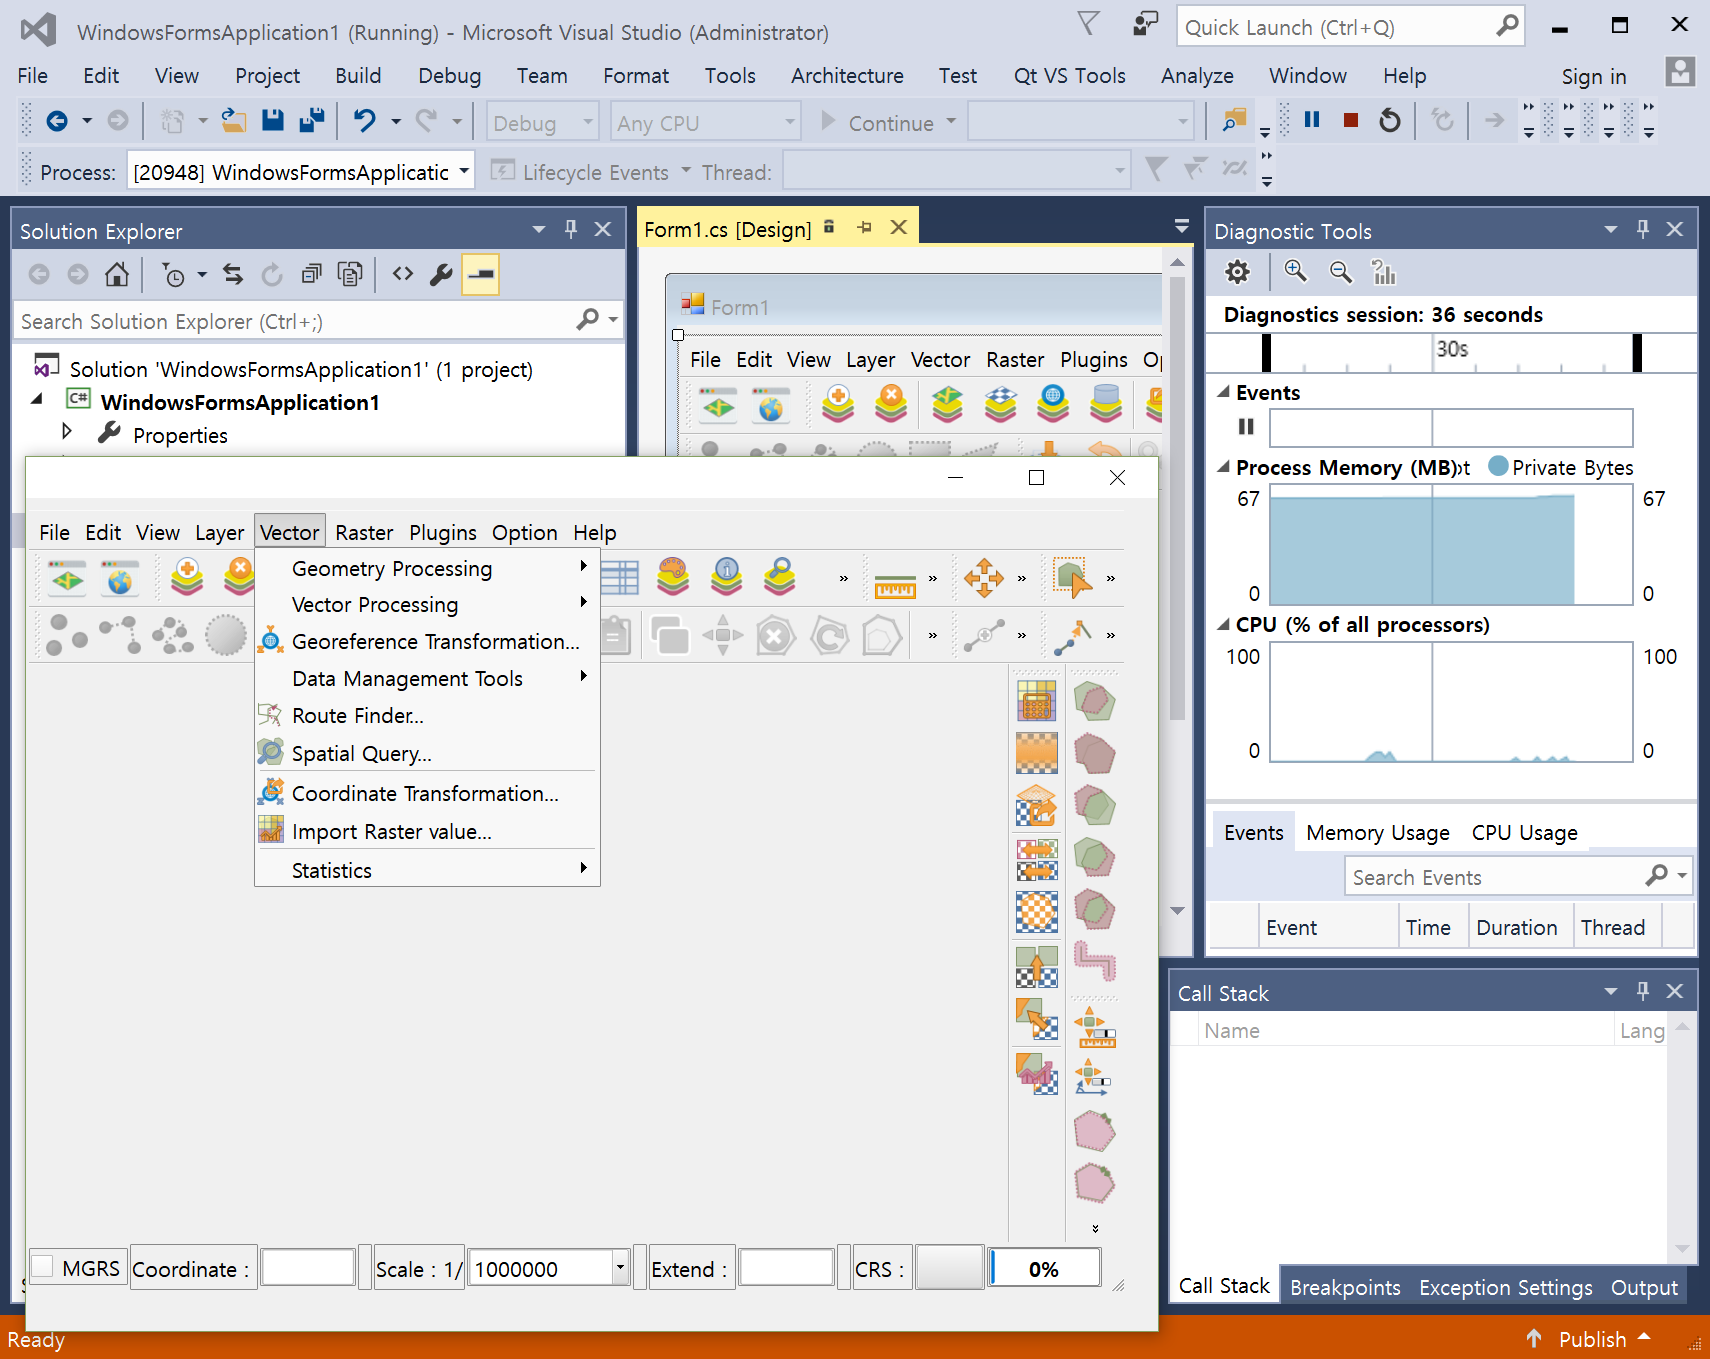 WindowsFormsApplication1 (Running) - Microsoft Visual Studio (Administrator)
Quick Launch (Ctrl+Q)
File Edit View Project Build Debug Team Format Tools Architecture Test Qt VS Tools Analyze Window Help Sign in
Debug Any CPU Continue
Process: [20948] WindowsFormsApplicatic Lifecycle Events Thread:
Solution Explorer
Search Solution Explorer (Ctrl+;)
Solution 'WindowsFormsApplication1' (1 project)
C# WindowsFormsApplication1
Properties
Form1.cs [Design]
Form1
File Edit View Layer Vector Raster Plugins Op
Diagnostic Tools
Diagnostics session: 36 seconds
30s
Events
Process Memory (MB) Private Bytes
67 67
0 0
CPU (% of all processors)
100 100
0 0
Events Memory Usage CPU Usage
Search Events
Event Time Duration Thread
Call Stack
Name Lang
Call Stack Breakpoints Exception Settings Output
File Edit View Layer Vector Raster Plugins Option Help
Geometry Processing
Vector Processing
Georeference Transformation...
Data Management Tools
Route Finder...
Spatial Query...
Coordinate Transformation...
Import Raster value...
Statistics
MGRS Coordinate : Scale : 1/ 1000000 Extend : CRS : 0%
Ready Publish